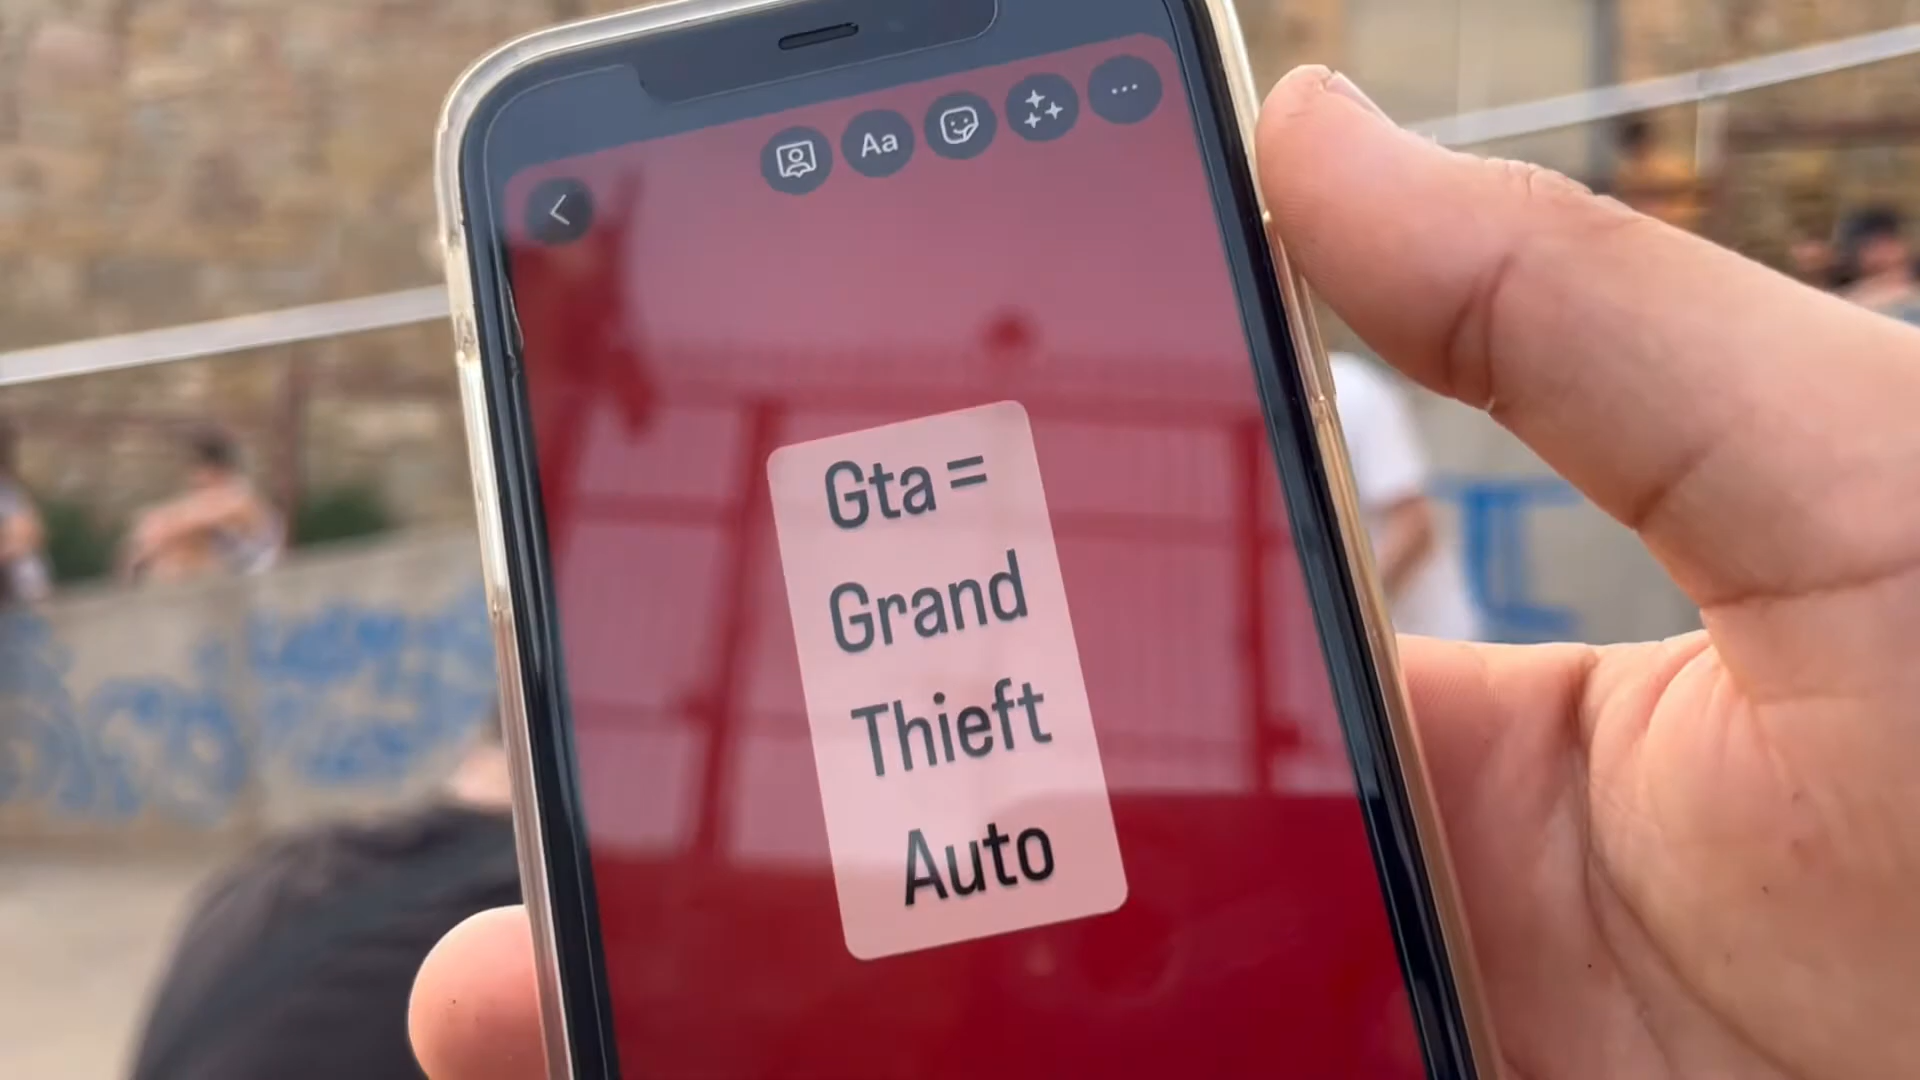 Aa
Gta =
Grand
Thieft
Auto